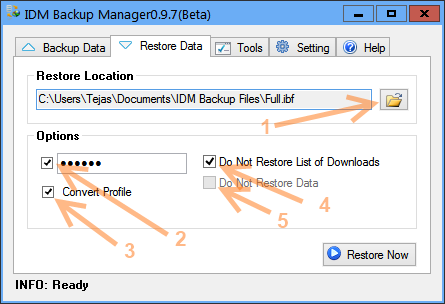 IDM Backup Manager0.9.7(Beta)
Backup Data Restore Data Tools Setting Help
Restore Location
C:\Users\Tejas\Documents\IDM Backup Files\Full.ibf
1
Options
●●●●●● Do Not Restore List of Downloads
Convert Profile Do Not Restore Data
3 2 5 4
Restore Now
INFO: Ready